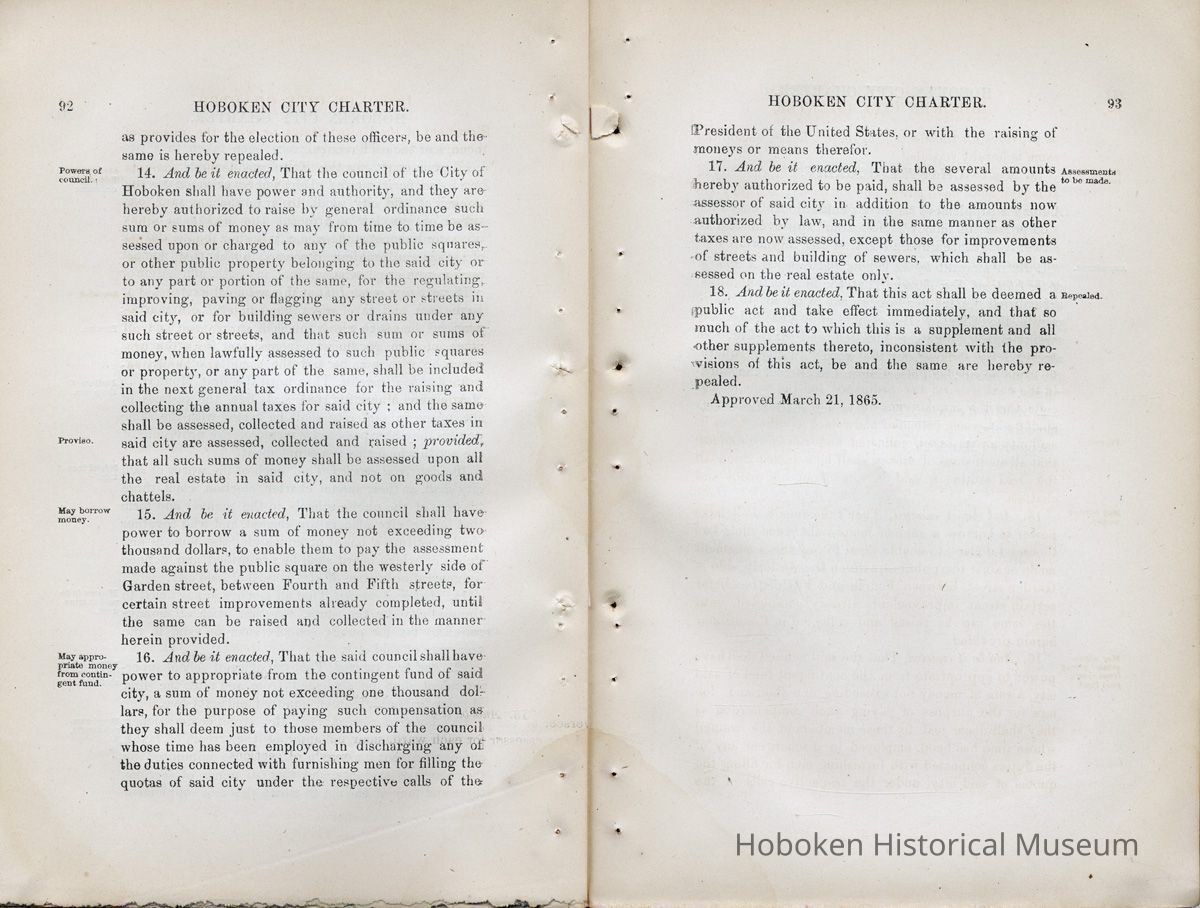 92
HOBOKEN CITY CHARTER.
as provides for the election of these officers, be and the
same is hereby repealed.
Powers of
council.
14. And be it enacted, That the council of the City of
Hoboken shall have power and authority, and they are
hereby authorized to raise by general ordinance such
sum or sums of money as may from time to time be as-
sessed upon or charged to any of the public squares,
or other public property belonging to the said city or
to any part or portion of the same, for the regulating,
improving, paving or flagging any street or streets in
said city, or for building sewers or drains under any
such street or streets, and that such sum or sums of
money, when lawfully assessed to such public squares
or property, or any part of the same, shall be included
in the next general tax ordinance for the raising and
collecting the annual taxes for said city ; and the same
shall be assessed, collected and raised as other taxes in
Proviso.
said city are assessed, collected and raised ; provided,
that all such sums of money shall be assessed upon all
the real estate in said city, and not on goods and
chattels.
May borrow
money.
15. And be it enacted, That the council shall have
power to borrow a sum of money not exceeding two
thousand dollars, to enable them to pay the assessment
made against the public square on the westerly side of
Garden street, between Fourth and Fifth streets, for
certain street improvements already completed, until
the same can be raised and collected in the manner
herein provided.
May appro-
priate money
from contin-
gent fund.
16. And be it enacted, That the said council shall have
power to appropriate from the contingent fund of said
city, a sum of money not exceeding one thousand dol-
lars, for the purpose of paying such compensation as
they shall deem just to those members of the council
whose time has been employed in discharging any of
the duties connected with furnishing men for filling the
quotas of said city under the respective calls of the
HOBOKEN CITY CHARTER.
93
President of the United States, or with the raising of
moneys or means therefor.
17. And be it enacted, That the several amounts
Assessments
to be made.
hereby authorized to be paid, shall be assessed by the
assessor of said city in addition to the amounts now
authorized by law, and in the same manner as other
taxes are now assessed, except those for improvements
of streets and building of sewers, which shall be as-
sessed on the real estate only.
18. And be it enacted, That this act shall be deemed a
Repealed.
public act and take effect immediately, and that so
much of the act to which this is a supplement and all
other supplements thereto, inconsistent with the pro-
visions of this act, be and the same are hereby re-
pealed.
Approved March 21, 1865.
Hoboken Historical Museum